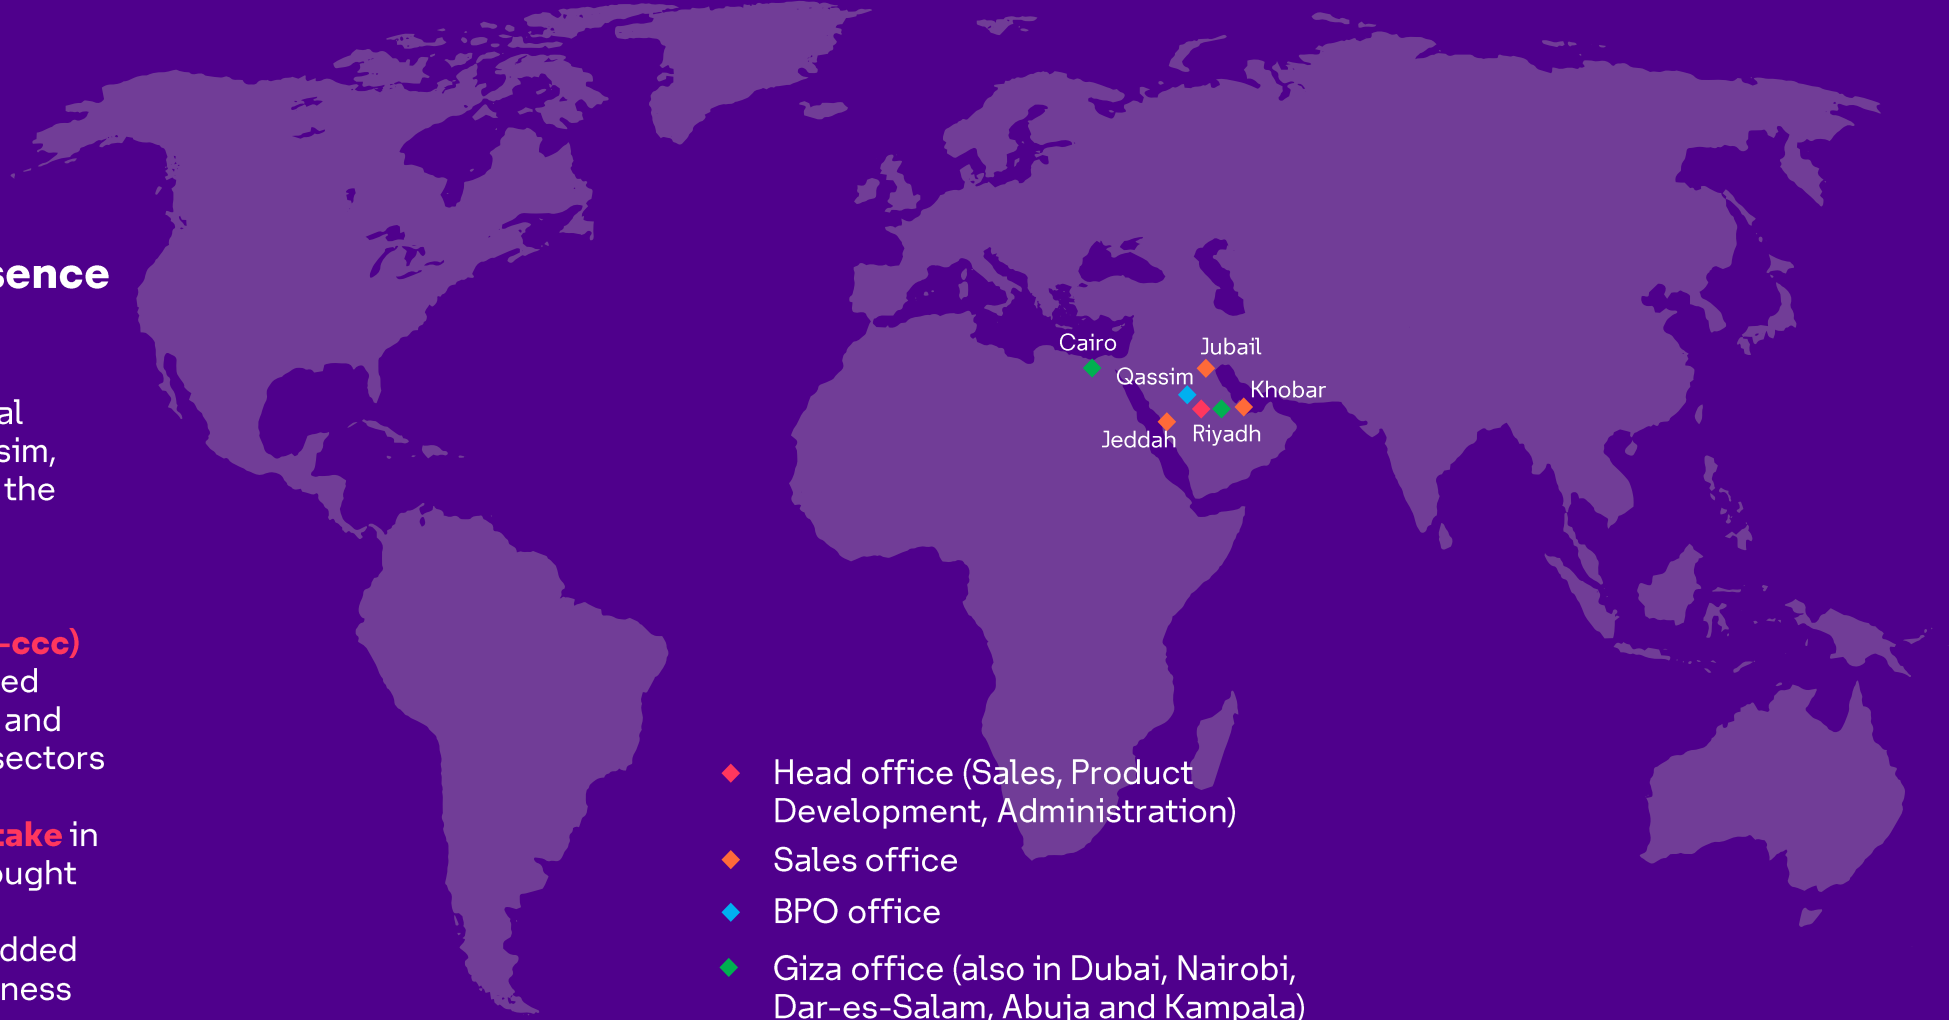 sence
al
sim,
the
-ccc)
ed
and
sectors
take in
ought
dded
ness
Cairo
Jubail
Qassim
Khobar
Jeddah
Riyadh
Head office (Sales, Product
Development, Administration)
Sales office
BPO office
Giza office (also in Dubai, Nairobi,
Dar-es-Salam, Abuja and Kampala)